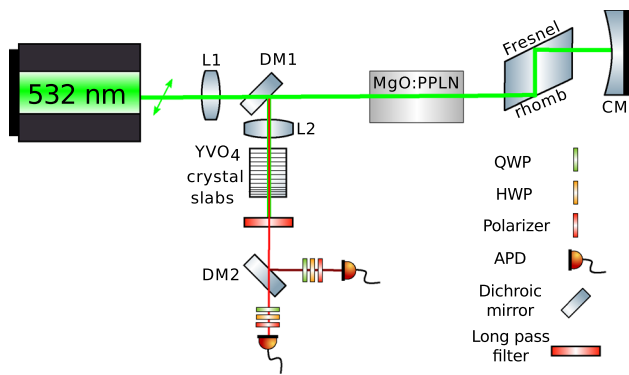 L1
DM1
532 nm
MgO:PPLN
Fresnel
rhomb
CM
L2
YVO4
crystal
slabs
DM2
QWP
HWP
Polarizer
APD
Dichroic
mirror
Long pass
filter